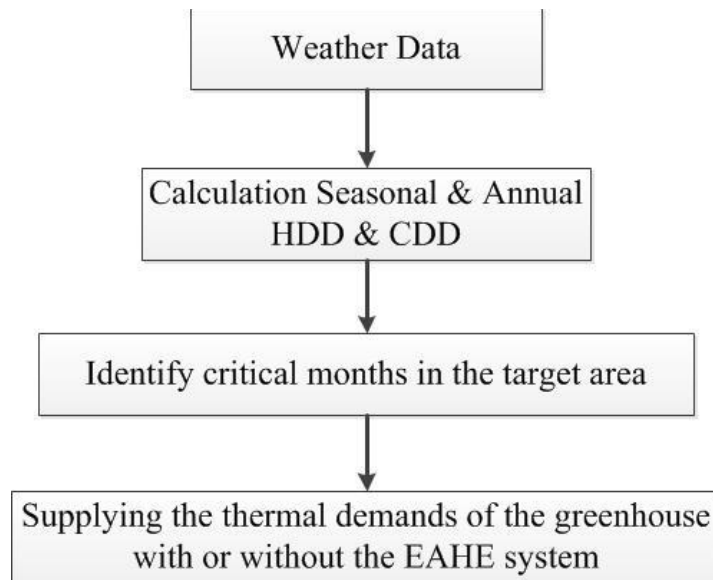 Weather Data
Calculation Seasonal & Annual
HDD & CDD
Identify critical months in the target area
Supplying the thermal demands of the greenhouse
with or without the EAHE system